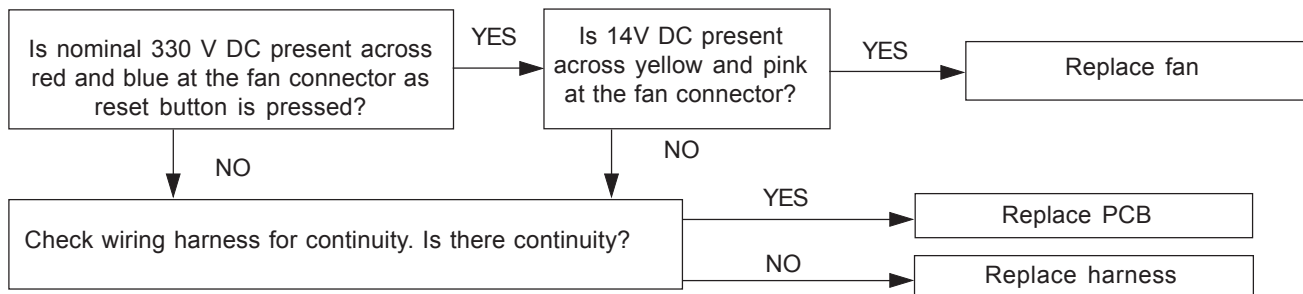 Is nominal 330 V DC present across
red and blue at the fan connector as
reset button is pressed?
YES
Is 14V DC present
across yellow and pink
at the fan connector?
YES
Replace fan
NO
NO
Check wiring harness for continuity. Is there continuity?
YES
Replace PCB
NO
Replace harness